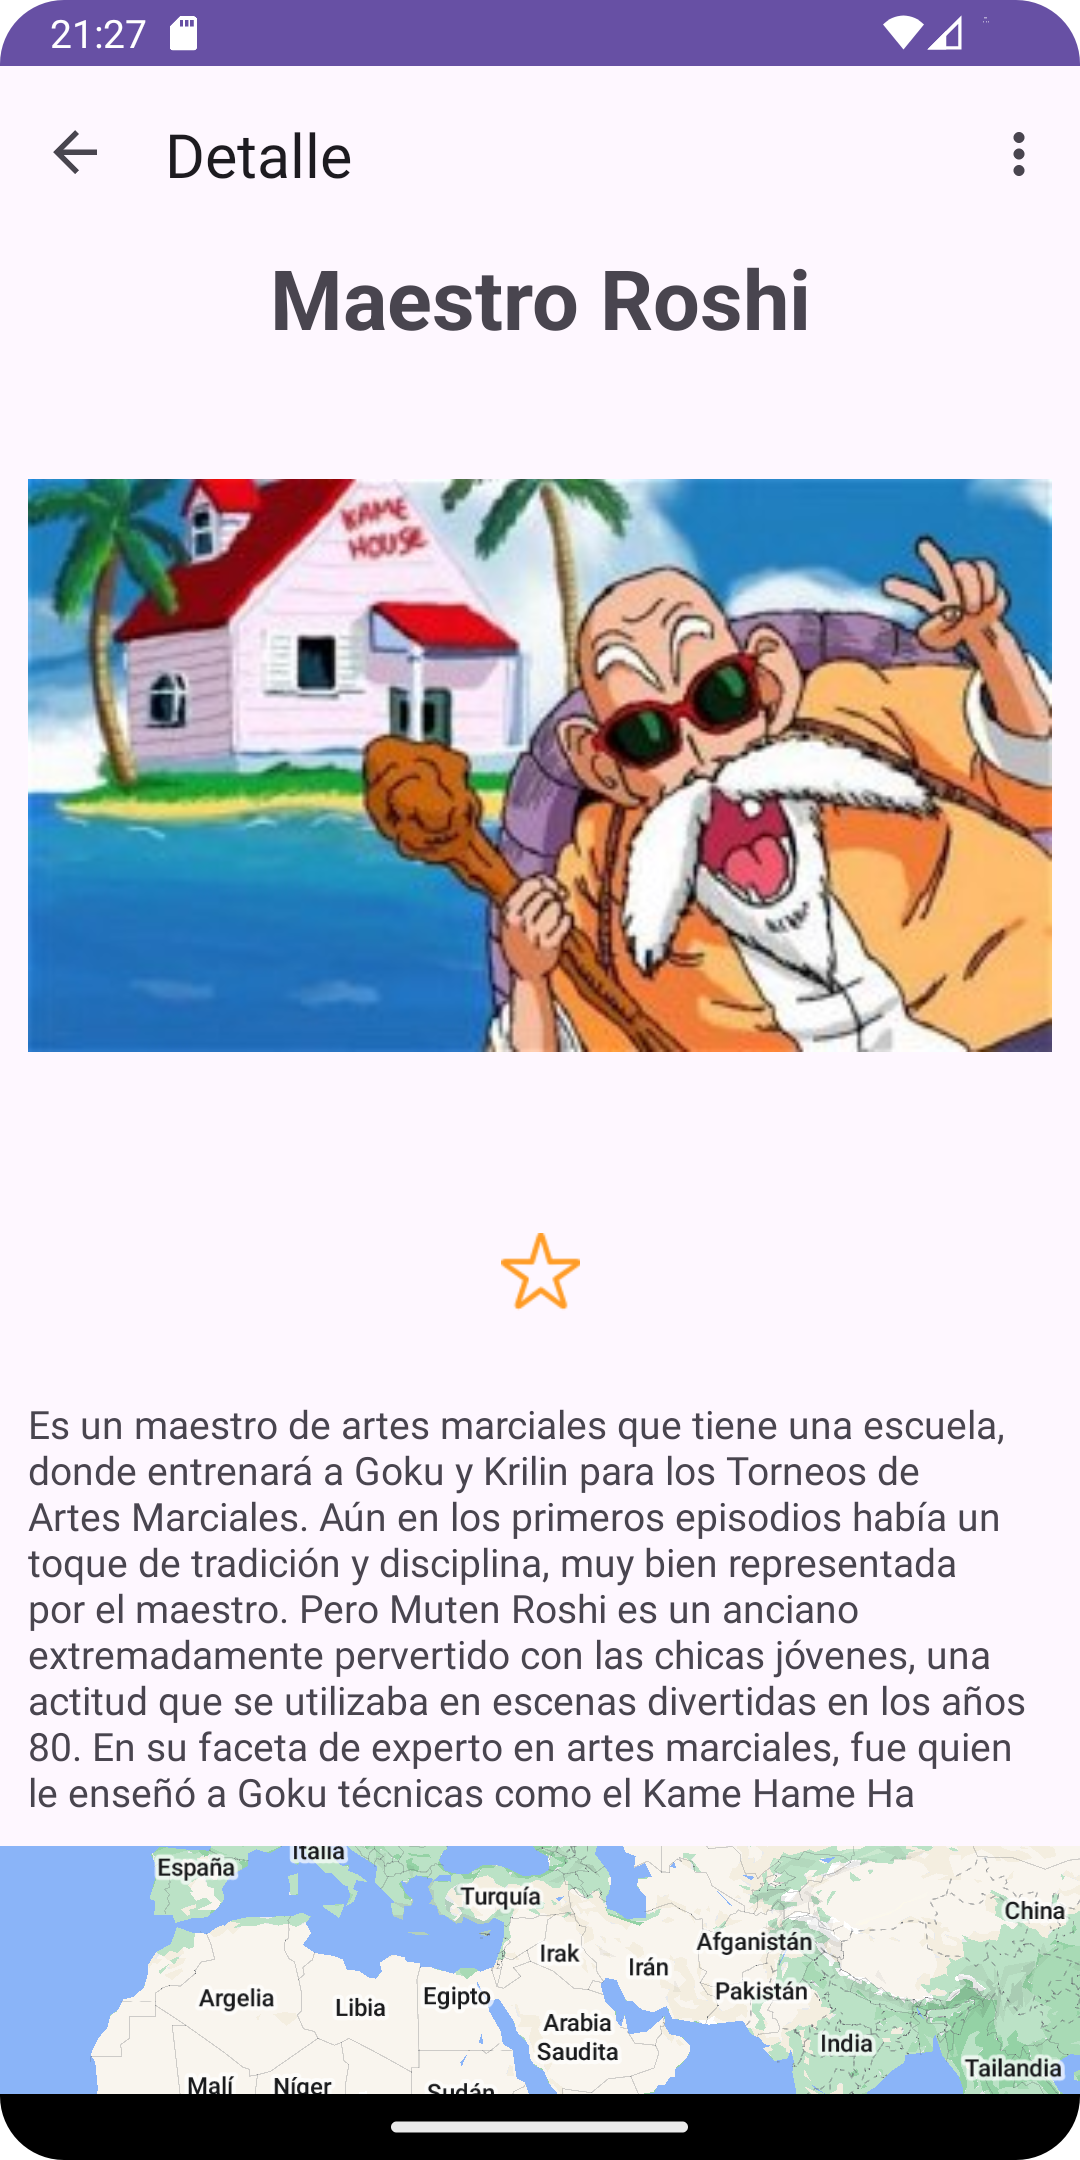 21:27
Detalle
Maestro Roshi
KAME
HOUSE
Es un maestro de artes marciales que tiene una escuela,
donde entrenará a Goku y Krilin para los Torneos de
Artes Marciales. Aún en los primeros episodios había un
toque de tradición y disciplina, muy bien representada
por el maestro. Pero Muten Roshi es un anciano
extremadamente pervertido con las chicas jóvenes, una
actitud que se utilizaba en escenas divertidas en los años
80. En su faceta de experto en artes marciales, fue quien
le enseñó a Goku técnicas como el Kame Hame Ha
Italia
España
Turquía
China
Afganistán
Irak
Irán
Pakistán
Argelia
Egipto
Libia
Arabia
Saudita
India
Tailandia
Malí
Níger
Sudán